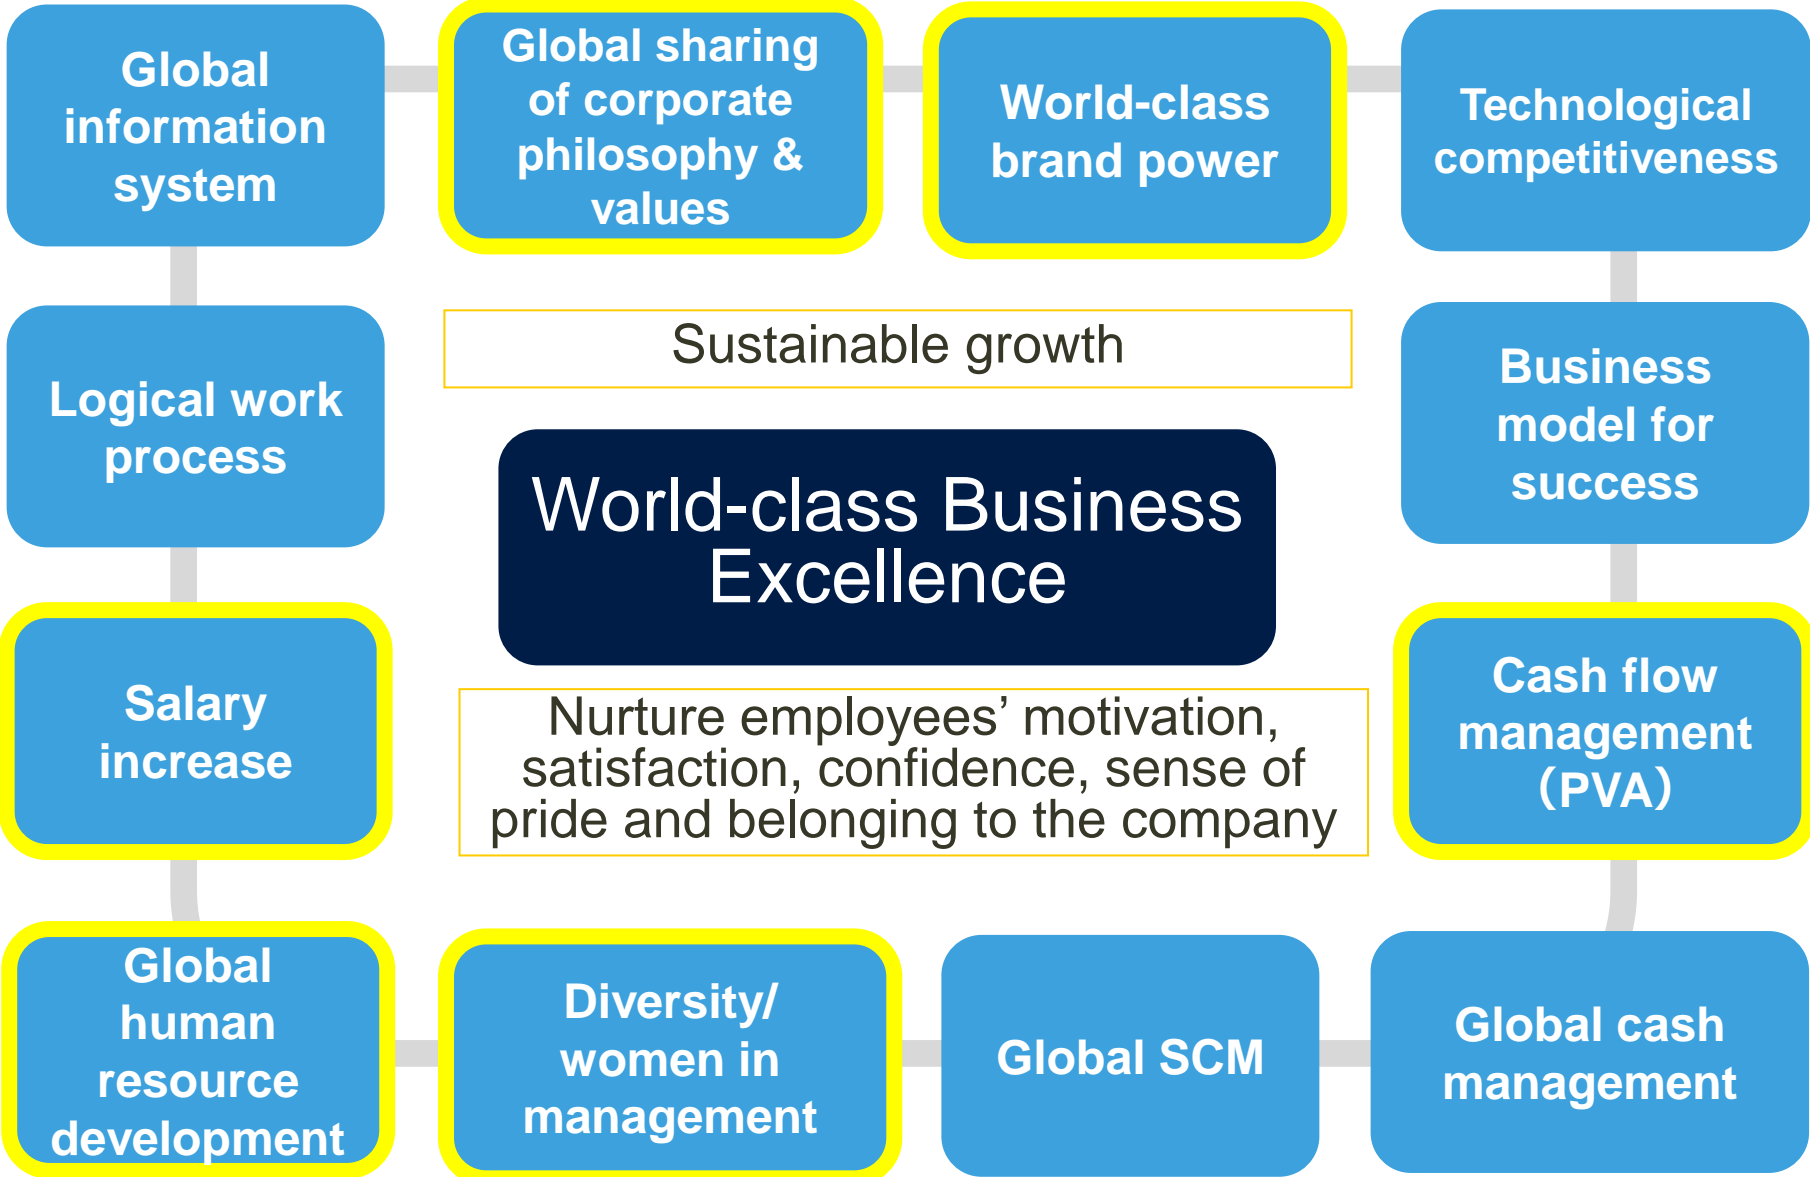 Global
information
system
Global sharing
of corporate
philosophy &
values
World-class
brand power
Technological
competitiveness
Sustainable growth
Logical work
process
Business
model for
success
World-class Business
Excellence
Salary
increase
Nurture employees’ motivation,
satisfaction, confidence, sense of
pride and belonging to the company
Cash flow
management
（PVA）
Global
human
resource
development
Diversity/
women in
management
Global SCM
Global cash
management